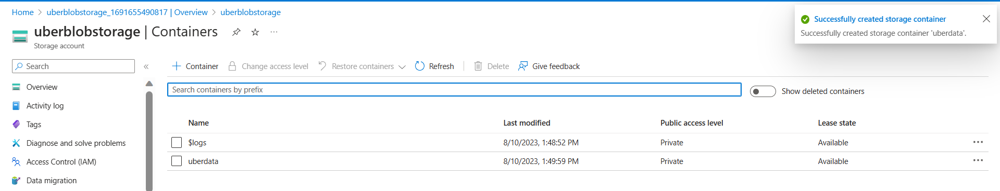 Home > uberblobstorage_1691655490817 | Overview > uberblobstorage
Successfully created storage container
Successfully created storage container 'uberdata'.
uberblobstorage | Containers
Storage account
Search
Container Change access level Restore containers Refresh Delete Give feedback
Overview
Activity log
Tags
Diagnose and solve problems
Access Control (IAM)
Data migration
Search containers by prefix
Show deleted containers
Name Last modified Public access level Lease state
$logs 8/10/2023, 1:48:52 PM Private Available
uberdata 8/10/2023, 1:49:59 PM Private Available